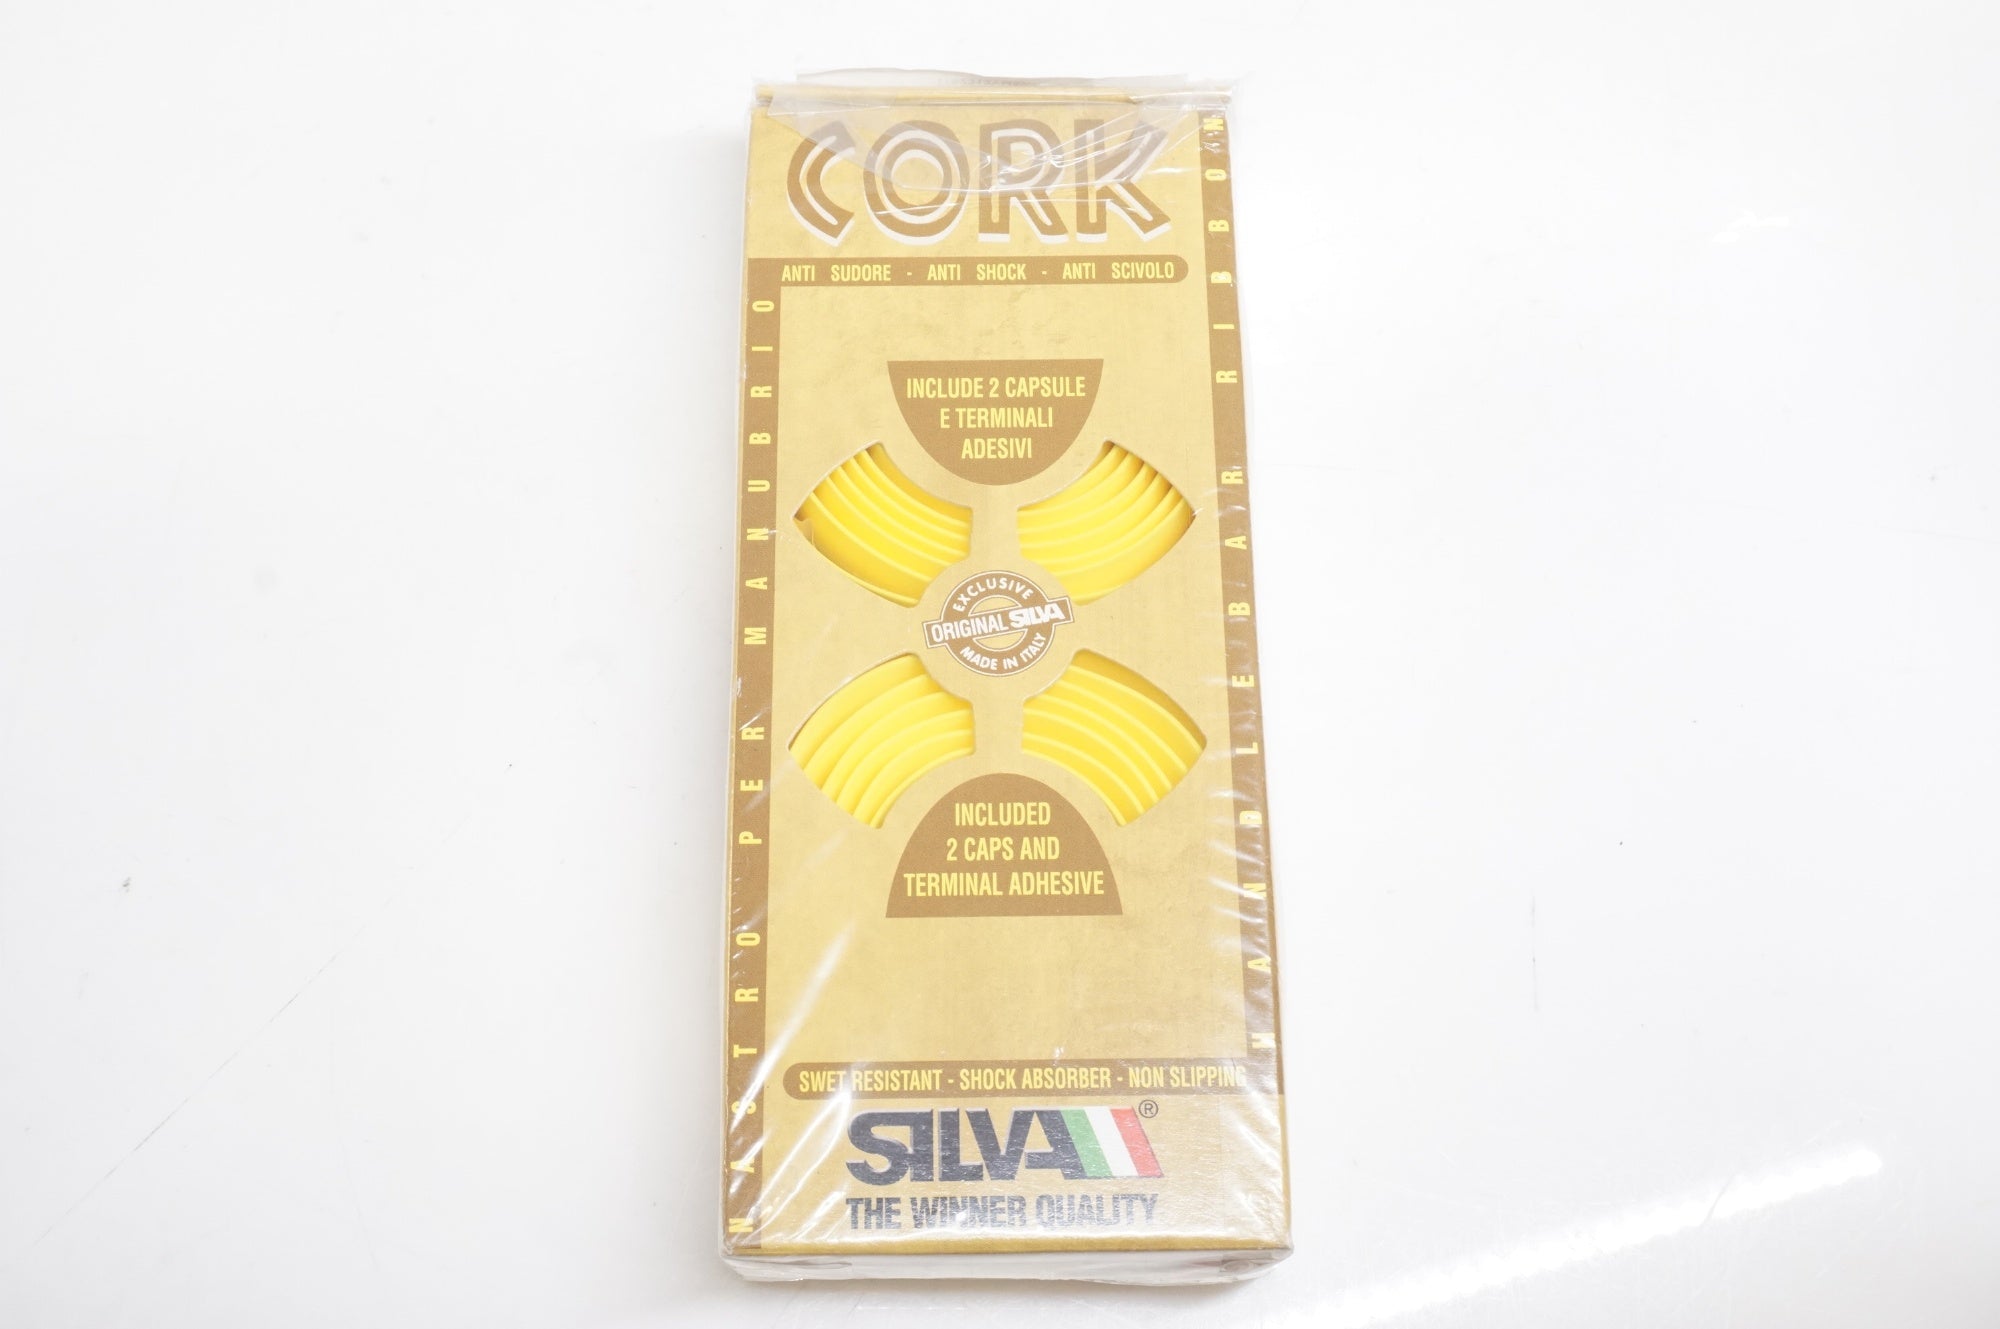 CORK
ANTI SUDORE - ANTI SHOCK - ANTI SCIVOLO
NASTRO PER MANUBRIO
HANDLEBAR RIBBON
INCLUDE 2 CAPSULE
E TERMINALI
ADESIVI
EXCLUSIVE
ORIGINAL SILVA
MADE IN ITALY
INCLUDED
2 CAPS AND
TERMINAL ADHESIVE
SWET RESISTANT - SHOCK ABSORBER - NON SLIPPING
SILVA®
THE WINNER QUALITY